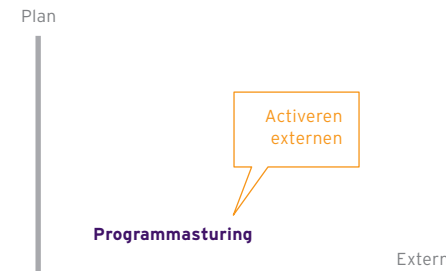 Plan
Activeren
externen
Programmasturing
Extern